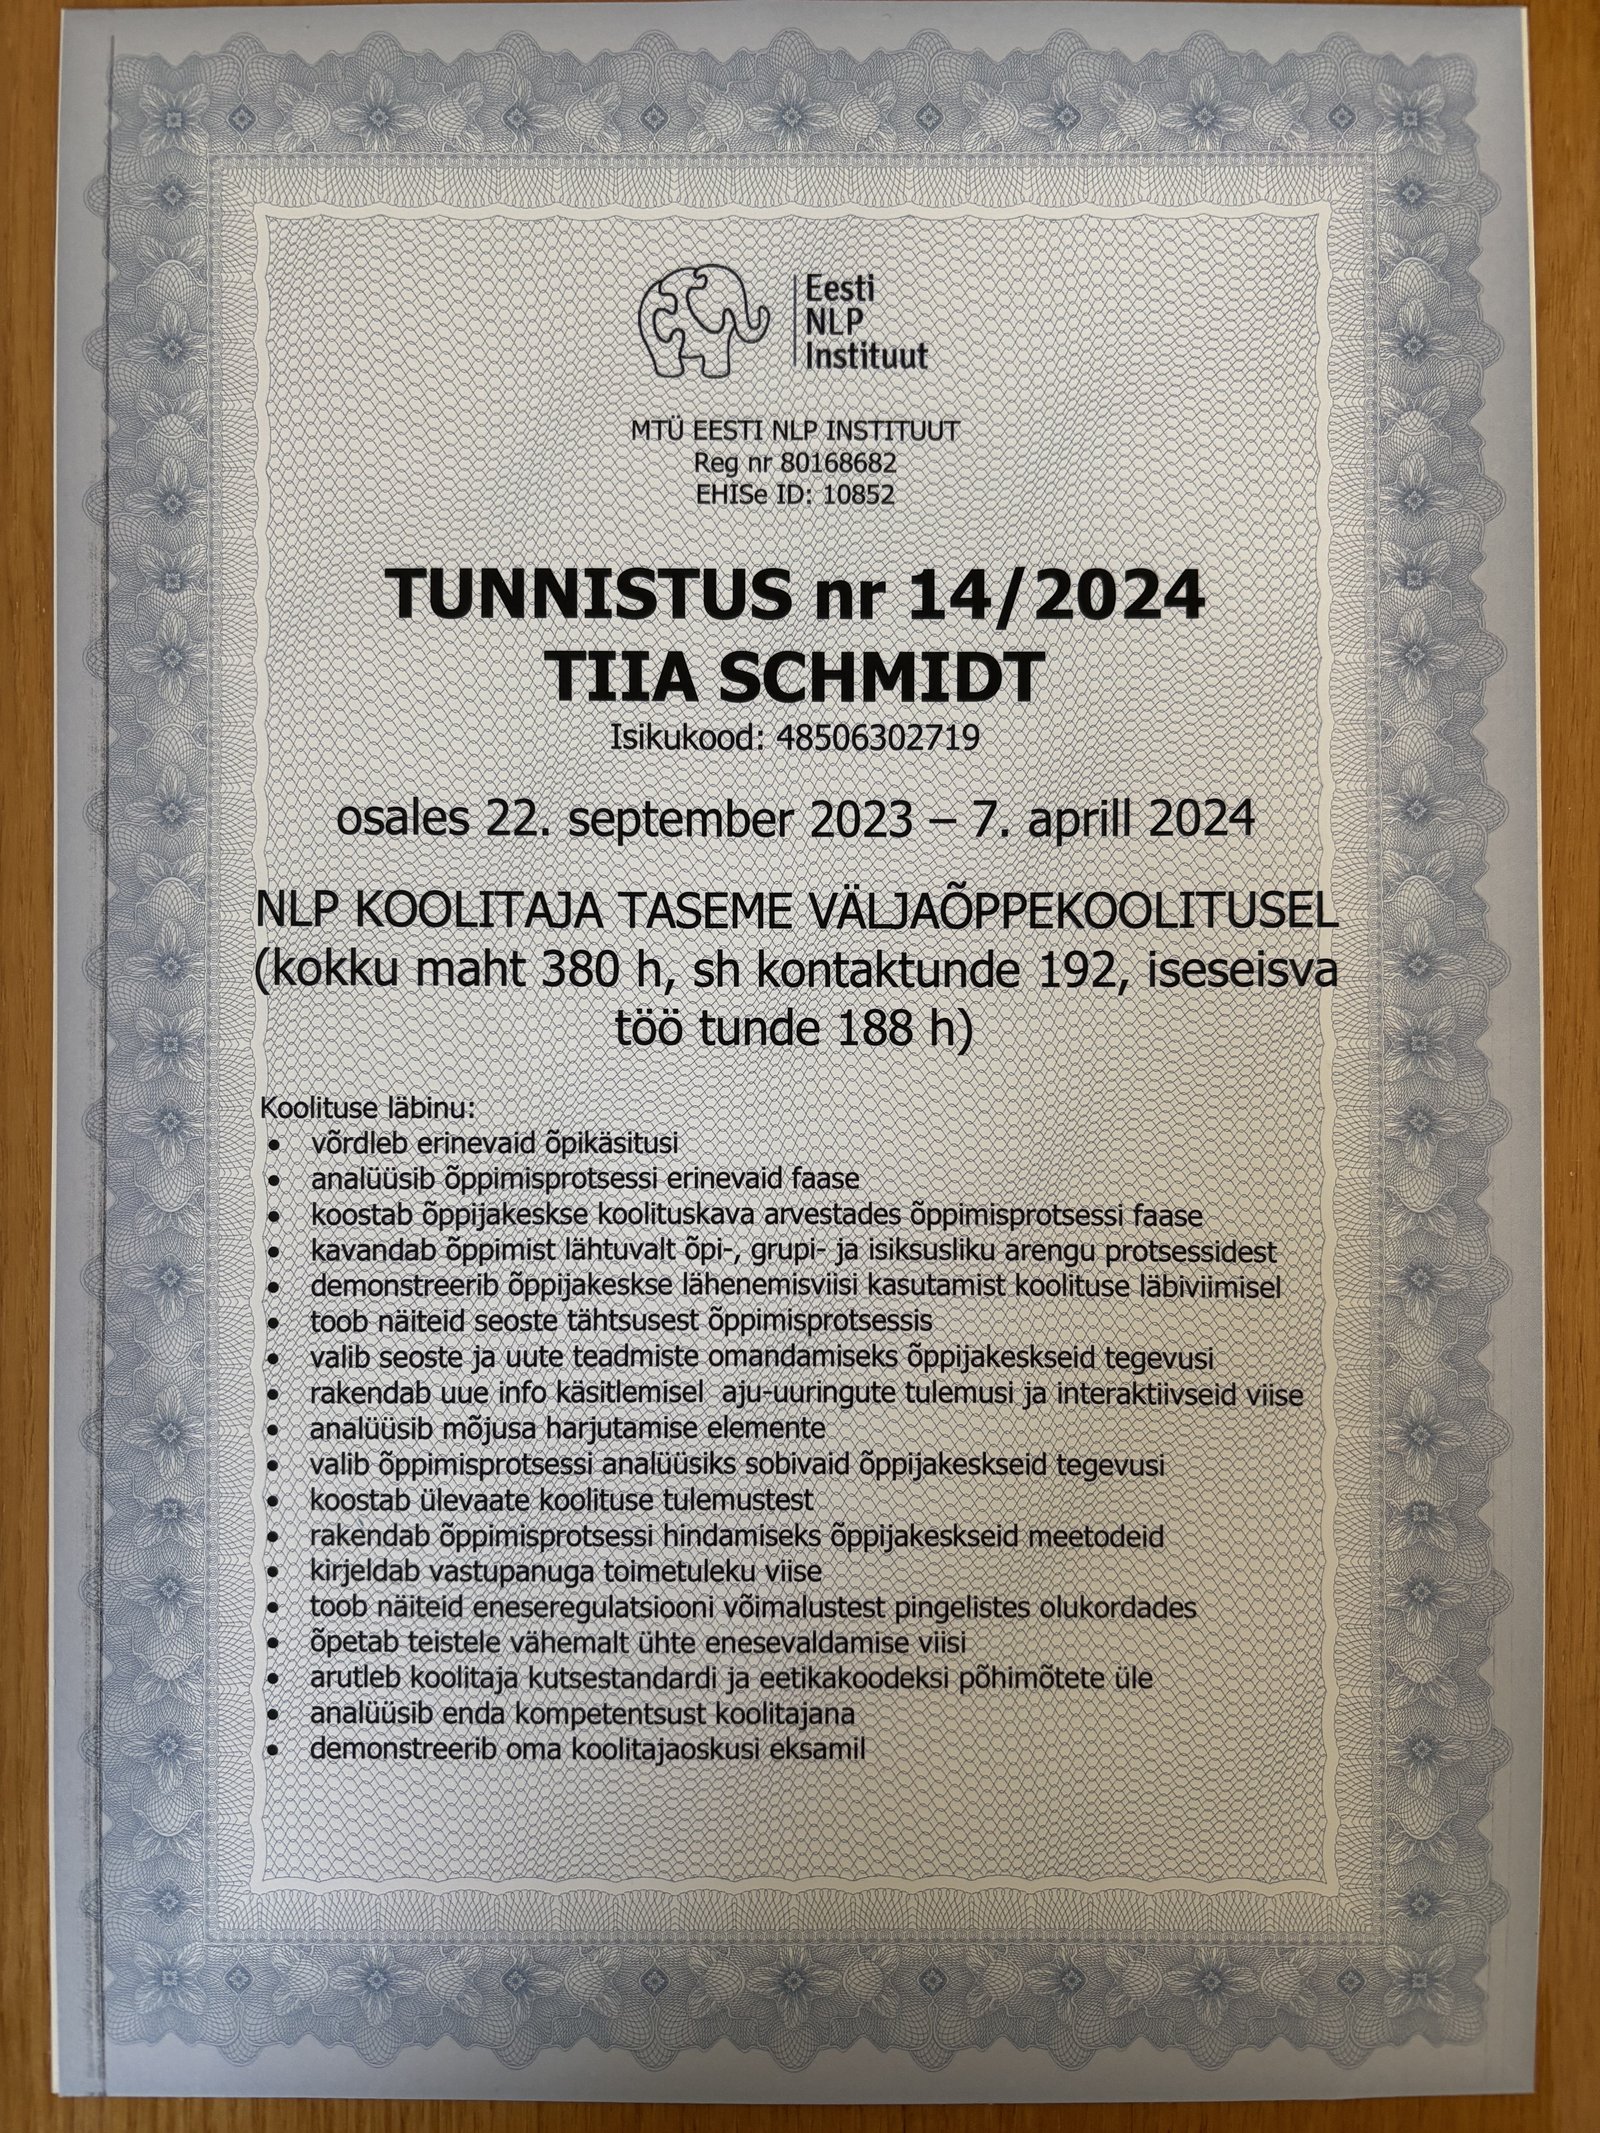 Eesti
NLP
Instituut
MTÜ EESTI NLP INSTITUUT
Reg nr 80168682
EHISe ID: 10852
TUNNISTUS nr 14/2024
TIIA SCHMIDT
Isikukood: 48506302719
osales 22. september 2023 – 7. aprill 2024
NLP KOOLITAJA TASEME VÄLJAÕPPEKOOLITUSEL
(kokku maht 380 h, sh kontaktunde 192, iseseisva
töö tunde 188 h)
Koolituse läbinu:
• võrdleb erinevaid õpikäsitusi
• analüüsib õppimisprotsessi erinevaid faase
• koostab õppijakeskse koolituskava arvestades õppimisprotsessi faase
• kavandab õppimist lähtuvalt õpi-, grupi- ja isiksusliku arengu protsessidest
• demonstreerib õppijakeskse lähenemisviisi kasutamist koolituse läbiviimisel
• toob näiteid seoste tähtsusest õppimisprotsessis
• valib seoste ja uute teadmiste omandamiseks õppijakeskseid tegevusi
• rakendab uue info käsitlemisel aju-uuringute tulemusi ja interaktiivseid viise
• analüüsib mõjusa harjutamise elemente
• valib õppimisprotsessi analüüsiks sobivaid õppijakeskseid tegevusi
• koostab ülevaate koolituse tulemustest
• rakendab õppimisprotsessi hindamiseks õppijakeskseid meetodeid
• kirjeldab vastupanuga toimetuleku viise
• toob näiteid eneseregulatsiooni võimalustest pingelistes olukordades
• õpetab teistele vähemalt ühte enesevaldamise viisi
• arutleb koolitaja kutsestandardi ja eetikakoodeksi põhimõtete üle
• analüüsib enda kompetentsust koolitajana
• demonstreerib oma koolitajaoskusi eksamil